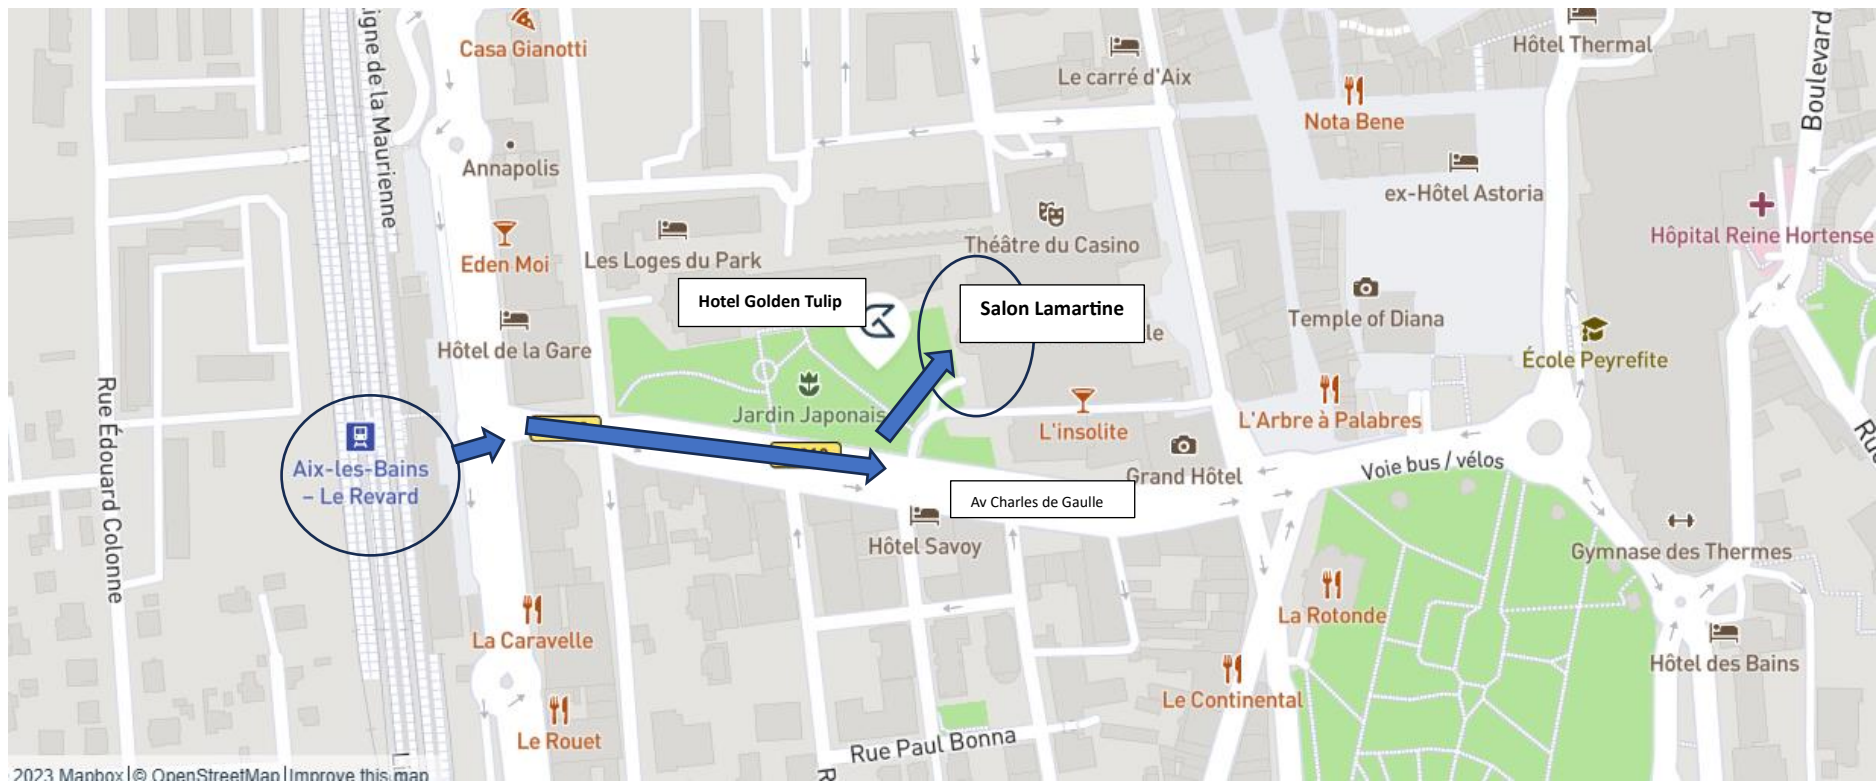 Casa Gianotti
Ligne de la Maurienne
Annapolis
Eden Moi
Les Loges du Park
Hôtel de la Gare
Rue Édouard Colonne
Aix-les-Bains
– Le Revard
Hotel Golden Tulip
Salon Lamartine
Jardin Japonais
Théâtre du Casino
Le carré d'Aix
Nota Bene
Hôtel Thermal
Boulevard
ex-Hôtel Astoria
Hôpital Reine Hortense
Temple of Diana
École Peyrefite
le
L'insolite
L'Arbre à Palabres
Grand Hôtel
Voie bus / vélos
Av Charles de Gaulle
Hôtel Savoy
Gymnase des Thermes
La Rotonde
Hôtel des Bains
Le Continental
La Caravelle
Le Rouet
Rue Paul Bonna
2023 Mapbox | © OpenStreetMap | Improve this map